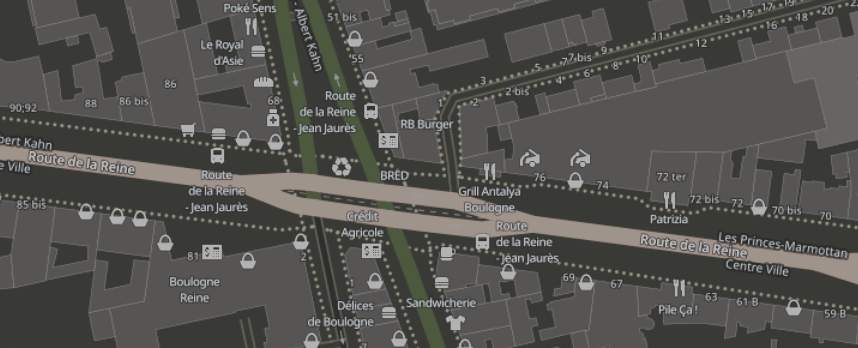 Poké Sens
- Albert Kahn
51 bis
Le Royal
d'Asie
55
86
68
90;92
88
86 bis
Route
de la Reine
- Jean Jaurès
RB Burger
1
3
5
7
7 bis
9
11
13
15
17
2
2 bis
4
6
8
10
12
16
18
20
Route de la Reine
Route
de la Reine
- Jean Jaurès
BRED
Grill Antalya
Boulogne
76
74
72 ter
72 bis
72
70 bis
70
Patrizia
85 bis
Crédit
Agricole
Route
de la Reine
- Jean Jaurès
Route de la Reine
Les Princes-Marmottan
Centre Ville
81
Boulogne
Reine
2
1
Délices
de Boulogne
7
Sandwicherie
69
67
63
61 B
59 B
Pile Ça !